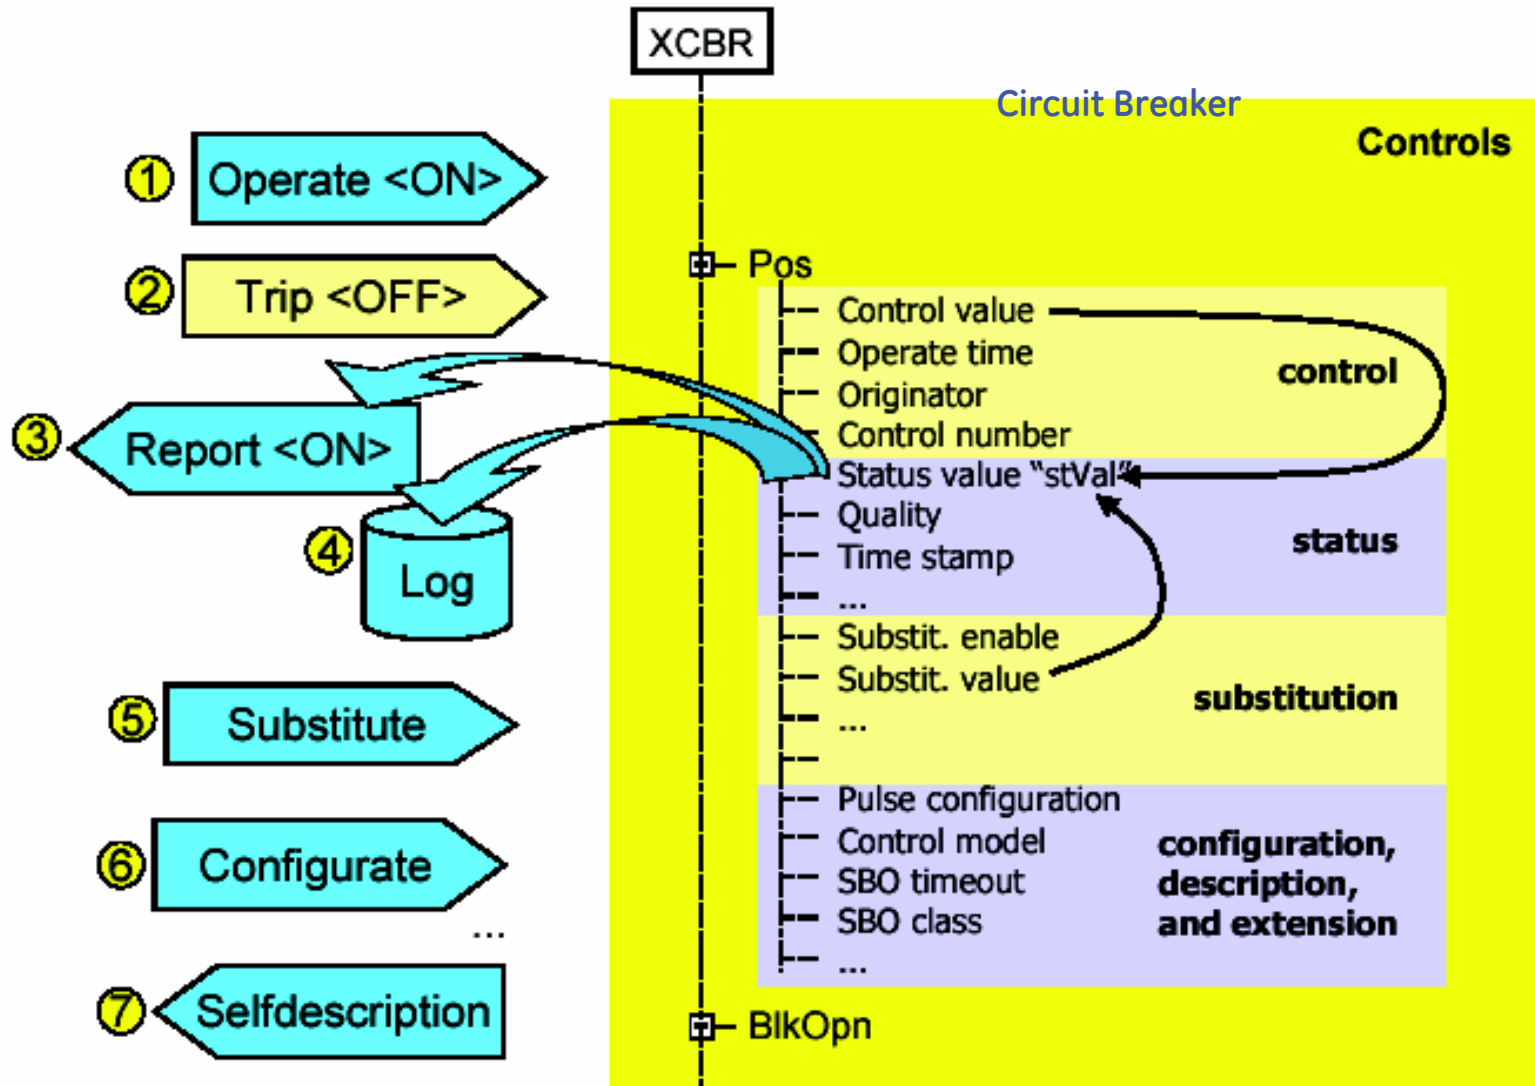 XCBR
Circuit Breaker
Controls
1 Operate <ON>
2 Trip <OFF>
3 Report <ON>
4 Log
5 Substitute
6 Configurate
...
7 Selfdescription
Pos
Control value
Operate time
Originator
Control number
control
Status value “stVal”
Quality
Time stamp
...
status
Substit. enable
Substit. value
...
substitution
Pulse configuration
Control model
SBO timeout
SBO class
...
configuration,
description,
and extension
BlkOpn